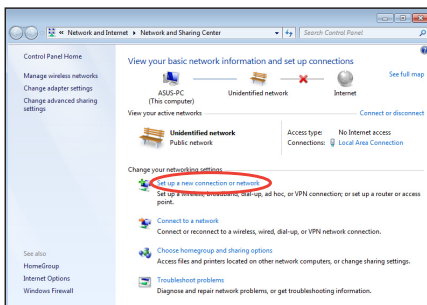 « Network and Internet ▸ Network and Sharing Center
Search Control Panel
Control Panel Home
Manage wireless networks
Change adapter settings
Change advanced sharing
settings
See also
HomeGroup
Internet Options
Windows Firewall
View your basic network information and set up connections
See full map
ASUS-PC
(This computer)
Unidentified network
Internet
View your active networks
Connect or disconnect
Unidentified network
Public network
Access type: No Internet access
Connections: Local Area Connection
Change your networking settings
Set up a new connection or network
Set up a wireless, broadband, dial-up, ad hoc, or VPN connection; or set up a router or access
point.
Connect to a network
Connect or reconnect to a wireless, wired, dial-up, or VPN network connection.
Choose homegroup and sharing options
Access files and printers located on other network computers, or change sharing settings.
Troubleshoot problems
Diagnose and repair network problems, or get troubleshooting information.